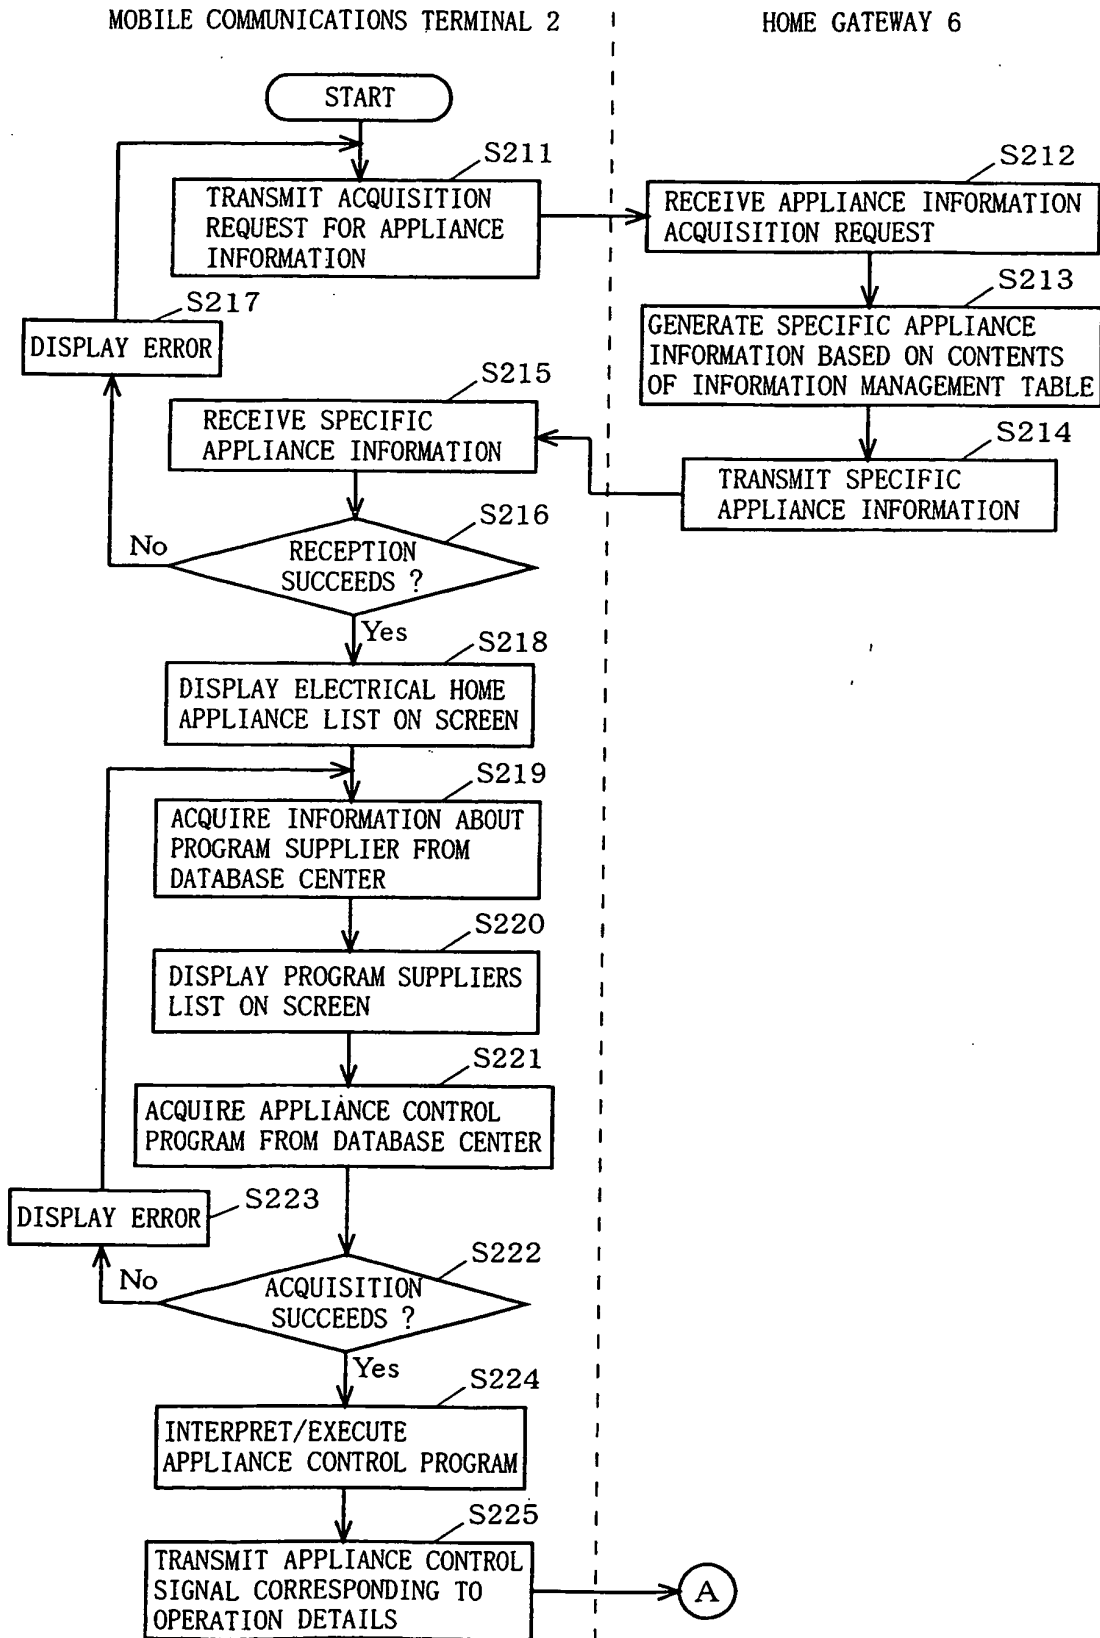 MOBILE COMMUNICATIONS TERMINAL 2
HOME GATEWAY 6
START
S211
TRANSMIT ACQUISITION
REQUEST FOR APPLIANCE
INFORMATION
S212
RECEIVE APPLIANCE INFORMATION
ACQUISITION REQUEST
S213
GENERATE SPECIFIC APPLIANCE
INFORMATION BASED ON CONTENTS
OF INFORMATION MANAGEMENT TABLE
S214
TRANSMIT SPECIFIC
APPLIANCE INFORMATION
S217
DISPLAY ERROR
S215
RECEIVE SPECIFIC
APPLIANCE INFORMATION
S216
No
RECEPTION
SUCCEEDS ?
Yes
S218
DISPLAY ELECTRICAL HOME
APPLIANCE LIST ON SCREEN
S219
ACQUIRE INFORMATION ABOUT
PROGRAM SUPPLIER FROM
DATABASE CENTER
S220
DISPLAY PROGRAM SUPPLIERS
LIST ON SCREEN
S221
ACQUIRE APPLIANCE CONTROL
PROGRAM FROM DATABASE CENTER
S223
DISPLAY ERROR
S222
No
ACQUISITION
SUCCEEDS ?
Yes
S224
INTERPRET/EXECUTE
APPLIANCE CONTROL PROGRAM
S225
TRANSMIT APPLIANCE CONTROL
SIGNAL CORRESPONDING TO
OPERATION DETAILS
A